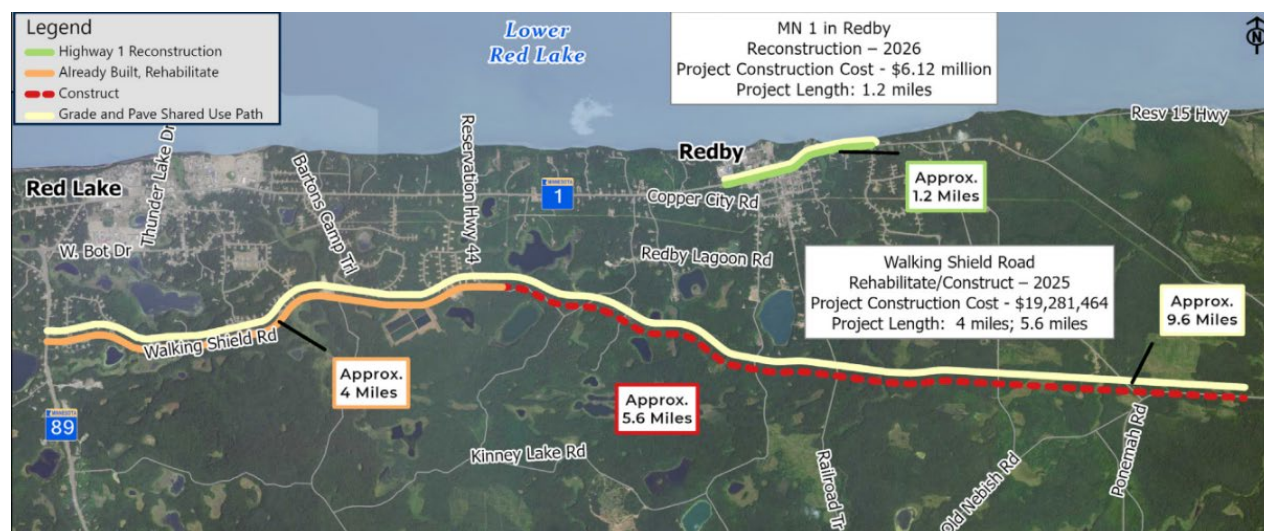 Legend
Highway 1 Reconstruction
Already Built, Rehabilitate
Construct
Grade and Pave Shared Use Path
Lower
Red Lake
MN 1 in Redby
Reconstruction – 2026
Project Construction Cost - $6.12 million
Project Length: 1.2 miles
N
Resv 15 Hwy
Thunder Lake Dr
Bartons Camp Trl
Reservation Hwy 44
Redby
Red Lake
MINNESOTA
1
Copper City Rd
Approx.
1.2 Miles
W. Bot Dr
Redby Lagoon Rd
Walking Shield Road
Rehabilitate/Construct – 2025
Project Construction Cost - $19,281,464
Project Length: 4 miles; 5.6 miles
Approx.
9.6 Miles
Walking Shield Rd
Approx.
4 Miles
Approx.
5.6 Miles
MINNESOTA
89
Kinney Lake Rd
Railroad Tr
Old Nebish Rd
Ponemah Rd